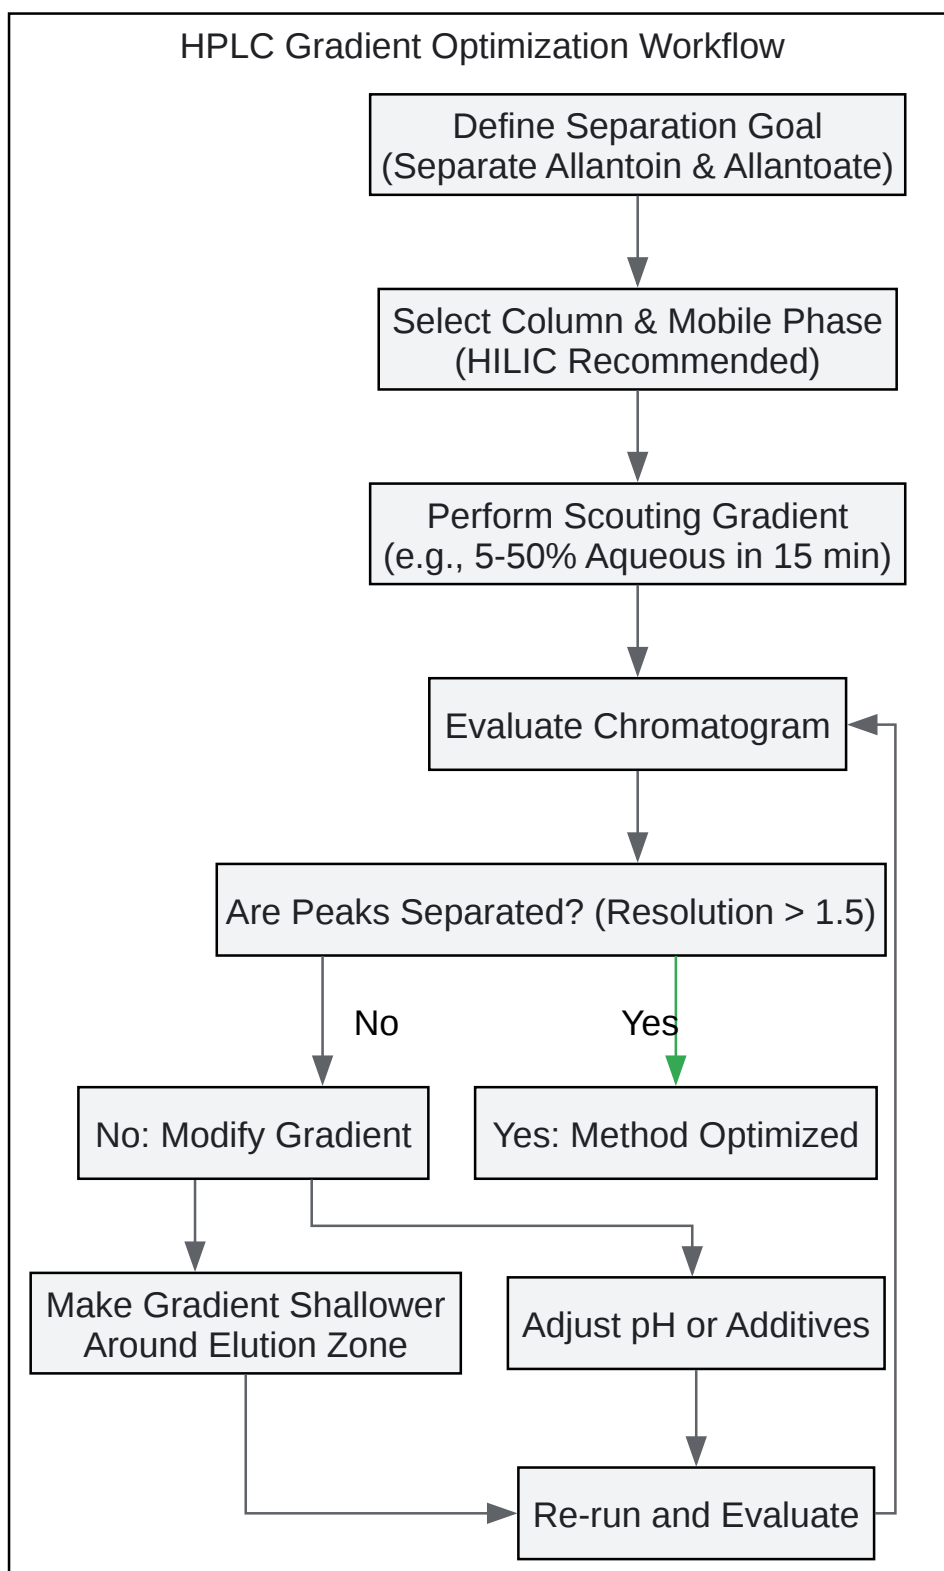 HPLC Gradient Optimization Workflow
Define Separation Goal
(Separate Allantoin & Allantoate)
Select Column & Mobile Phase
(HILIC Recommended)
Perform Scouting Gradient
(e.g., 5-50% Aqueous in 15 min)
Evaluate Chromatogram
Are Peaks Separated? (Resolution > 1.5)
No
Yes
No: Modify Gradient
Yes: Method Optimized
Make Gradient Shallower
Around Elution Zone
Adjust pH or Additives
Re-run and Evaluate